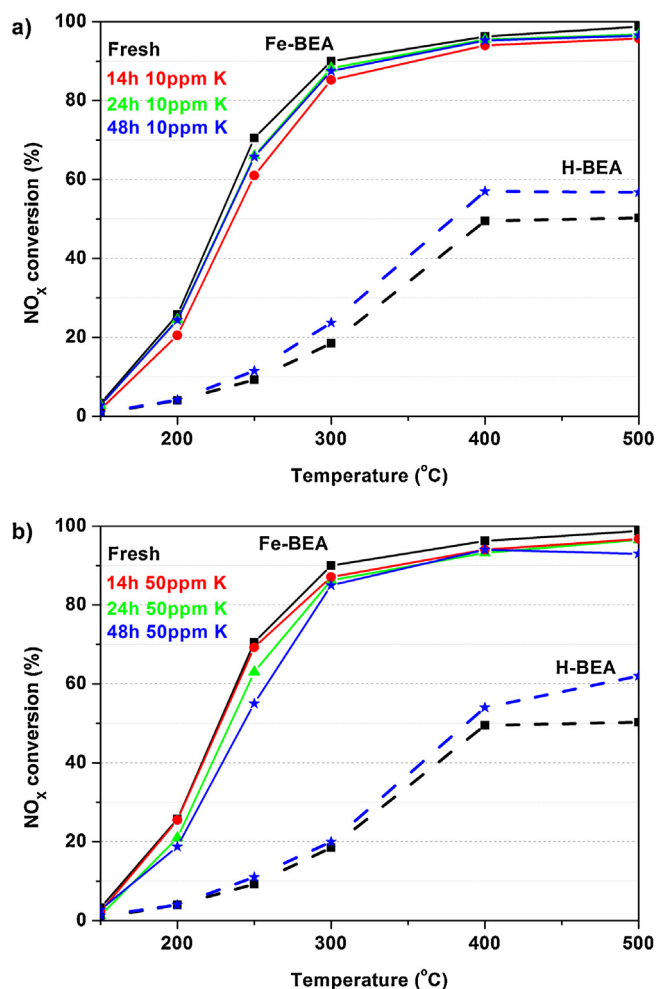 a)
100
Fe-BEA
Fresh
14h 10ppm K
24h 10ppm K
48h 10ppm K
80
H-BEA
60
40
20
0
NOX conversion (%)
200 300 400 500
Temperature (oC)
b)
100
Fe-BEA
Fresh
14h 50ppm K
24h 50ppm K
48h 50ppm K
80
H-BEA
60
40
20
0
NOX conversion (%)
200 300 400 500
Temperature (oC)